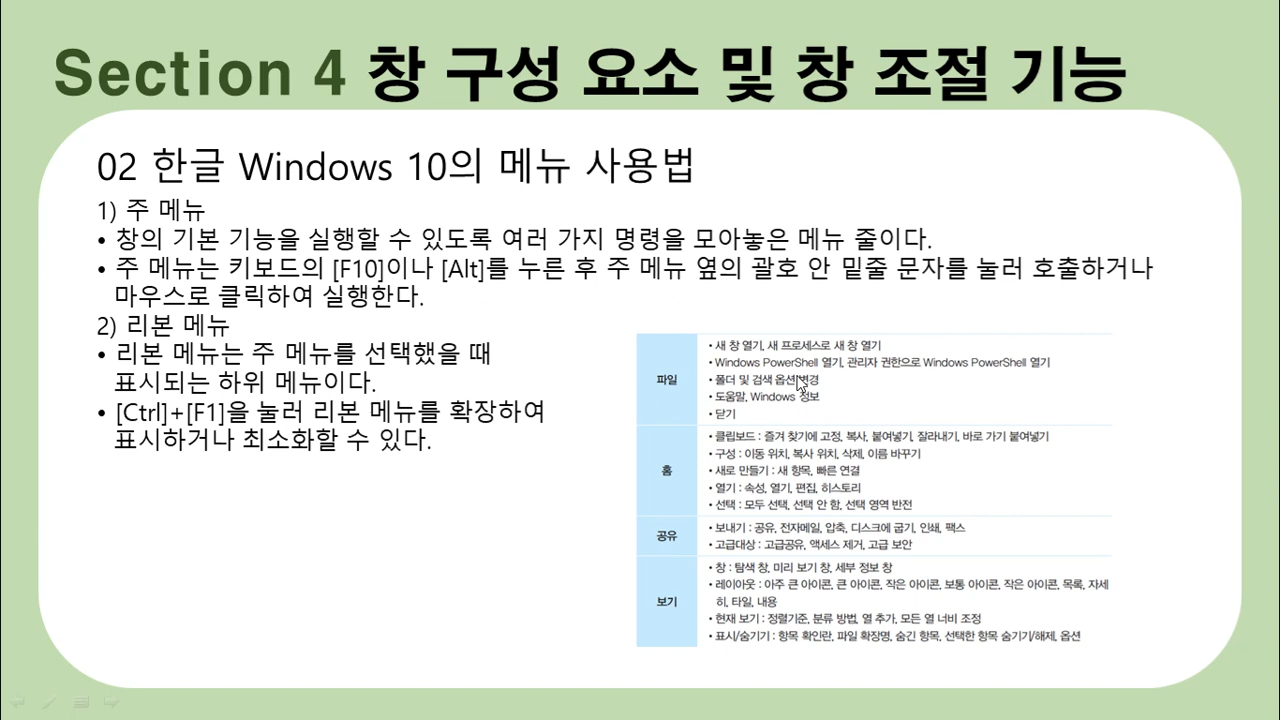 Section 4 창 구성 요소 및 창 조절 기능
02 한글 Windows 10의 메뉴 사용법
1) 주 메뉴
• 창의 기본 기능을 실행할 수 있도록 여러 가지 명령을 모아놓은 메뉴 줄이다.
• 주 메뉴는 키보드의 [F10]이나 [Alt]를 누른 후 주 메뉴 옆의 괄호 안 밑줄 문자를 눌러 호출하거나
마우스로 클릭하여 실행한다.
2) 리본 메뉴
• 리본 메뉴는 주 메뉴를 선택했을 때
표시되는 하위 메뉴이다.
• [Ctrl]+[F1]을 눌러 리본 메뉴를 확장하여
표시하거나 최소화할 수 있다.
파일
• 새 창 열기, 새 프로세스로 새 창 열기
• Windows PowerShell 열기, 관리자 권한으로 Windows PowerShell 열기
• 폴더 및 검색 옵션 변경
• 도움말, Windows 정보
• 닫기
홈
• 클립보드 : 즐겨 찾기에 고정, 복사, 붙여넣기, 잘라내기, 바로 가기 붙여넣기
• 구성 : 이동 위치, 복사 위치, 삭제, 이름 바꾸기
• 새로 만들기 : 새 항목, 빠른 연결
• 열기 : 속성, 열기, 편집, 히스토리
• 선택 : 모두 선택, 선택 안 함, 선택 영역 반전
공유
• 보내기 : 공유, 전자메일, 압축, 디스크에 굽기, 인쇄, 팩스
• 고급대상 : 고급공유, 액세스 제거, 고급 보안
보기
• 창 : 탐색 창, 미리 보기 창, 세부 정보 창
• 레이아웃 : 아주 큰 아이콘, 큰 아이콘, 작은 아이콘, 보통 아이콘, 작은 아이콘, 목록, 자세
히, 타일, 내용
• 현재 보기 : 정렬기준, 분류 방법, 열 추가, 모든 열 너비 조정
• 표시/숨기기 : 항목 확인란, 파일 확장명, 숨긴 항목, 선택한 항목 숨기기/해제, 옵션